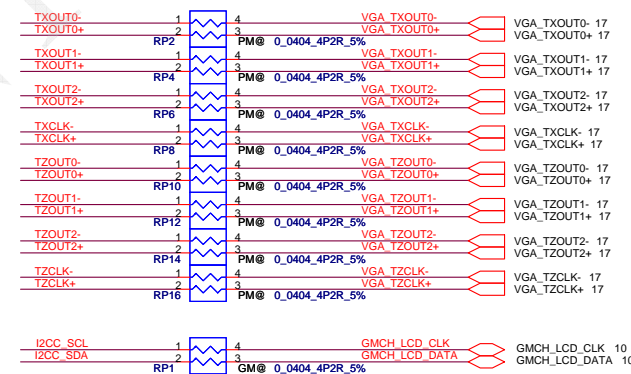 TXOUT0- 1 4 VGA_TXOUT0- VGA_TXOUT0- 17
TXOUT0+ 2 3 VGA_TXOUT0+ VGA_TXOUT0+ 17
RP2 PM@ 0_0404_4P2R_5%
TXOUT1- 1 4 VGA_TXOUT1- VGA_TXOUT1- 17
TXOUT1+ 2 3 VGA_TXOUT1+ VGA_TXOUT1+ 17
RP4 PM@ 0_0404_4P2R_5%
TXOUT2- 1 4 VGA_TXOUT2- VGA_TXOUT2- 17
TXOUT2+ 2 3 VGA_TXOUT2+ VGA_TXOUT2+ 17
RP6 PM@ 0_0404_4P2R_5%
TXCLK- 1 4 VGA_TXCLK- VGA_TXCLK- 17
TXCLK+ 2 3 VGA_TXCLK+ VGA_TXCLK+ 17
RP8 PM@ 0_0404_4P2R_5%
TZOUT0- 1 4 VGA_TZOUT0- VGA_TZOUT0- 17
TZOUT0+ 2 3 VGA_TZOUT0+ VGA_TZOUT0+ 17
RP10 PM@ 0_0404_4P2R_5%
TZOUT1- 1 4 VGA_TZOUT1- VGA_TZOUT1- 17
TZOUT1+ 2 3 VGA_TZOUT1+ VGA_TZOUT1+ 17
RP12 PM@ 0_0404_4P2R_5%
TZOUT2- 1 4 VGA_TZOUT2- VGA_TZOUT2- 17
TZOUT2+ 2 3 VGA_TZOUT2+ VGA_TZOUT2+ 17
RP14 PM@ 0_0404_4P2R_5%
TZCLK- 1 4 VGA_TZCLK- VGA_TZCLK- 17
TZCLK+ 2 3 VGA_TZCLK+ VGA_TZCLK+ 17
RP16 PM@ 0_0404_4P2R_5%
I2CC_SCL 1 4 GMCH_LCD_CLK GMCH_LCD_CLK 10
I2CC_SDA 2 3 GMCH_LCD_DATA GMCH_LCD_DATA 10
RP1 GM@ 0_0404_4P2R_5%